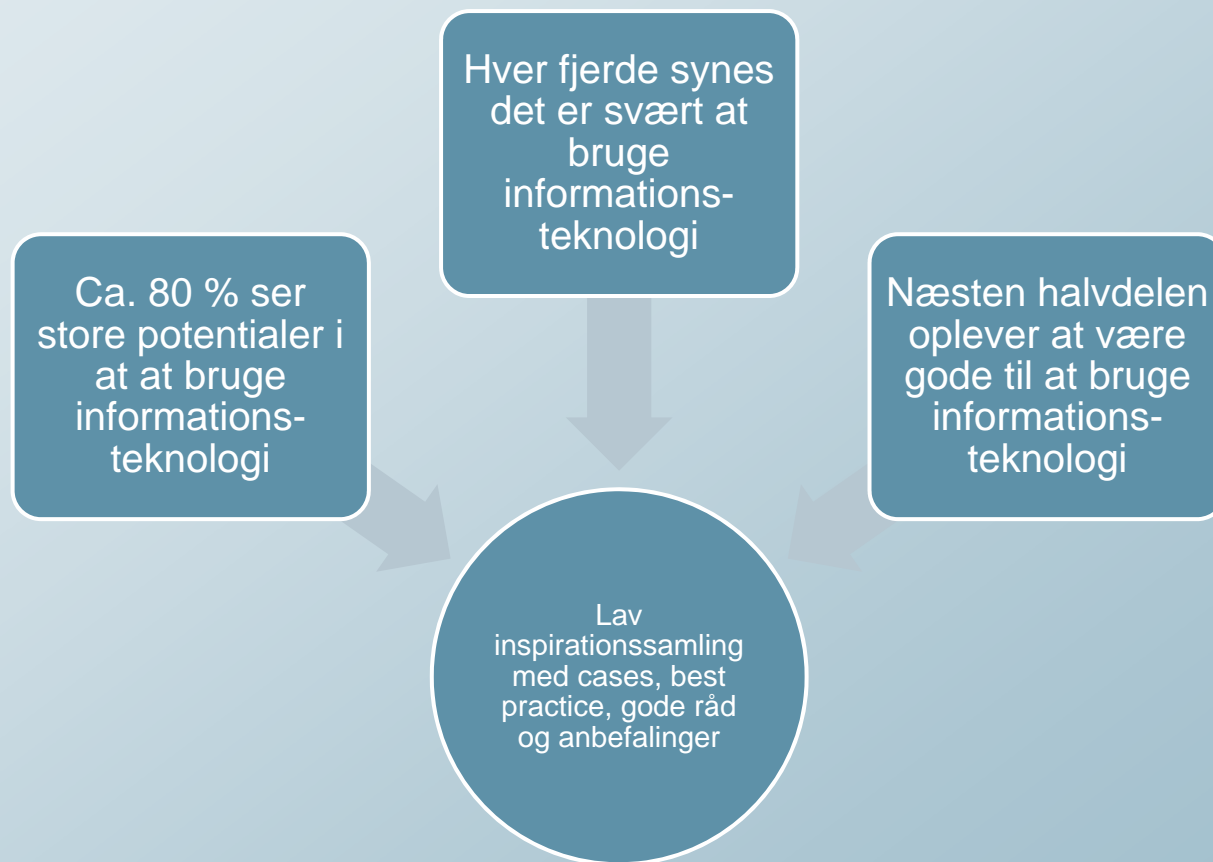 Hver fjerde synes
det er svært at
bruge
informations-
teknologi
Ca. 80 % ser
store potentialer i
at at bruge
informations-
teknologi
Næsten halvdelen
oplever at være
gode til at bruge
informations-
teknologi
Lav
inspirationssamling
med cases, best
practice, gode råd
og anbefalinger